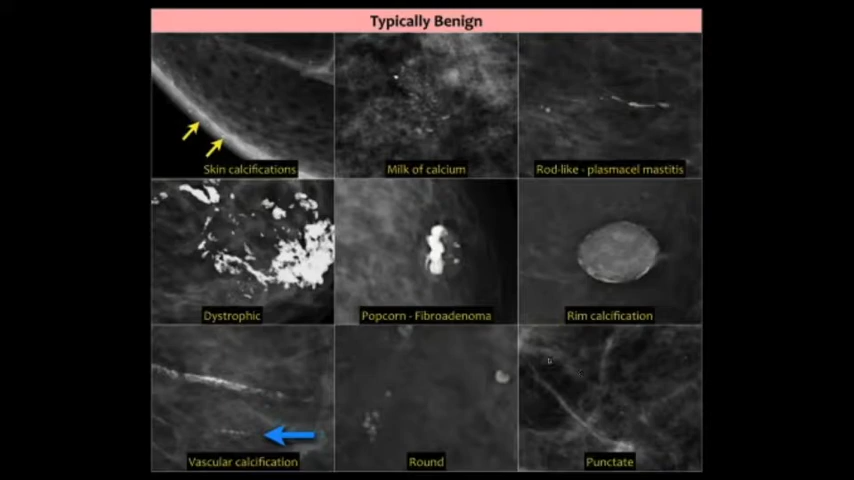 Typically Benign
Skin calcifications
Milk of calcium
Rod-like - plasmacel mastitis
Dystrophic
Popcorn - Fibroadenoma
Rim calcification
Vascular calcification
Round
Punctate